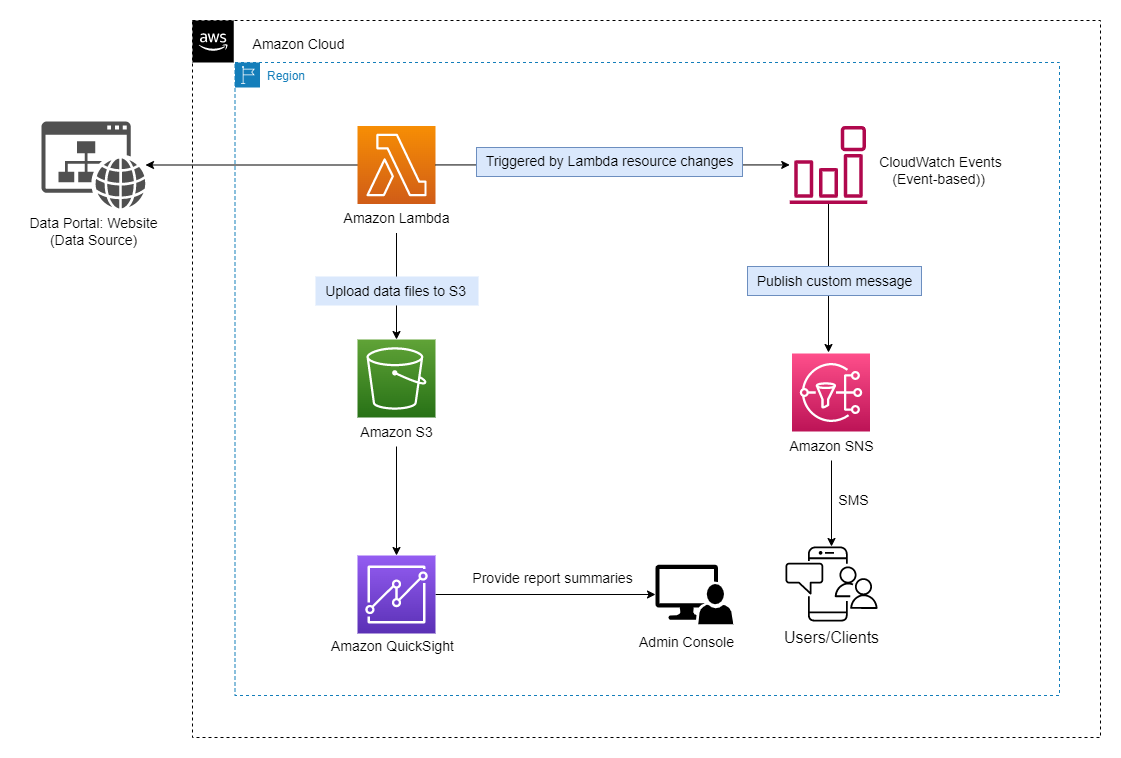 aws
Amazon Cloud
Region
Triggered by Lambda resource changes
CloudWatch Events
(Event-based))
Amazon Lambda
Data Portal: Website
(Data Source)
Upload data files to S3
Publish custom message
Amazon S3
Amazon SNS
SMS
Provide report summaries
Amazon QuickSight
Admin Console
Users/Clients